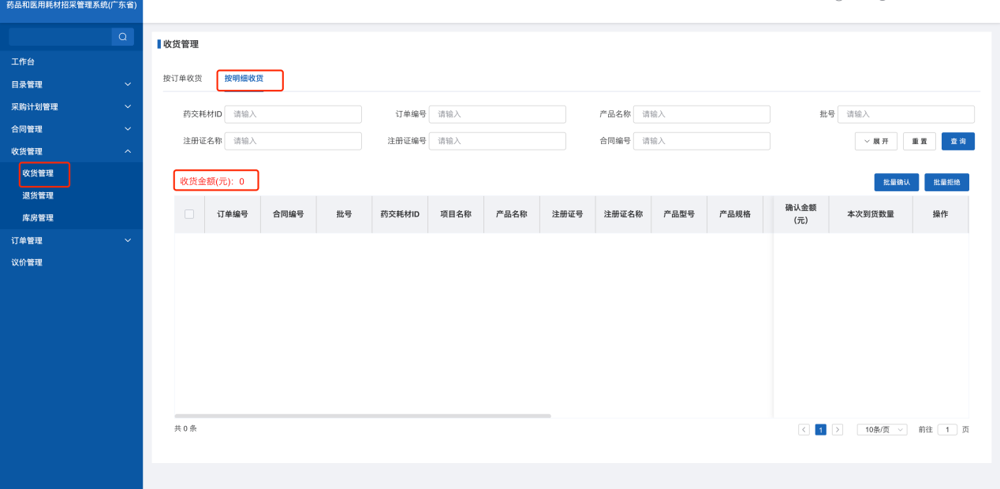 药品和医用耗材招采管理系统(广东省)
工作台
目录管理
采购计划管理
合同管理
收货管理
收货管理
退货管理
库房管理
订单管理
议价管理
收货管理
按订单收货 按明细收货
药交耗材ID 请输入 订单编号 请输入 产品名称 请输入 批号 请输入
注册证名称 请输入 注册证编号 请输入 合同编号 请输入 展开 重置 查询
收货金额(元): 0 批量确认 批量拒绝
订单编号 合同编号 批号 药交耗材ID 项目名称 产品名称 注册证号 注册证名称 产品型号 产品规格 确认金额 本次到货数量 操作
(元)
共 0 条 1 10条/页 前往 1 页